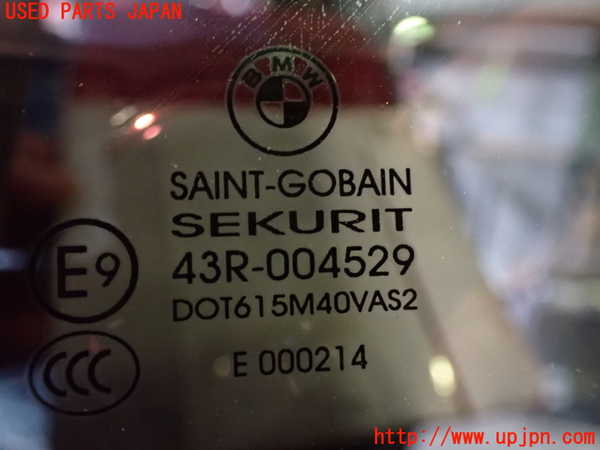 USED PARTS JAPAN
BMW
SAINT-GOBAIN
SEKURIT
E9
43R-004529
DOT615M40VAS2
CCC
E 000214
*****http://www.upjpn.com/